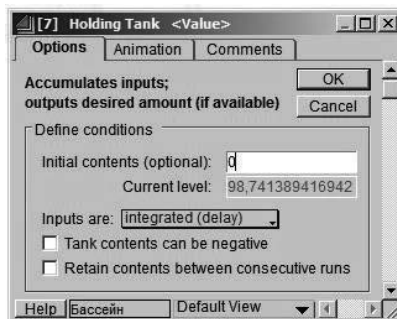 [7] Holding Tank <Value>
Options Animation Comments
Accumulates inputs;
outputs desired amount (if available)
OK
Cancel
Define conditions
Initial contents (optional): 0
Current level: 98,741389416942
Inputs are: integrated (delay)
Tank contents can be negative
Retain contents between consecutive runs
Help Бассейн Default View